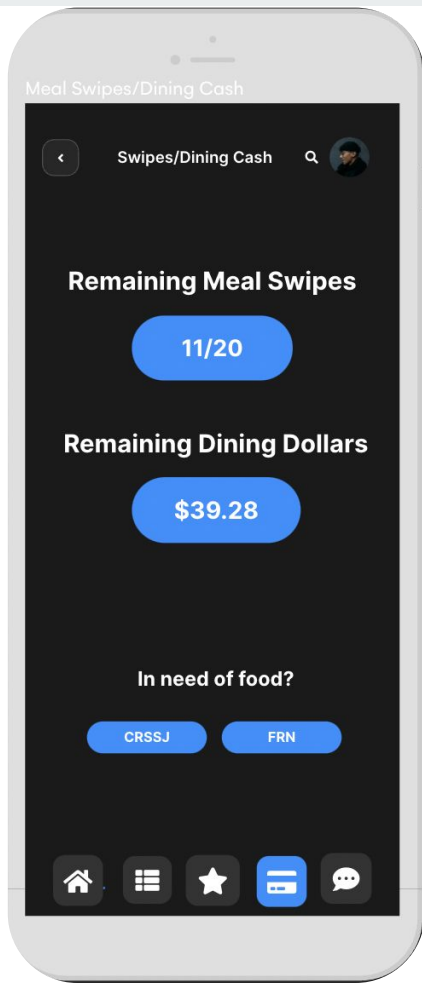 Meal Swipes/Dining Cash
Swipes/Dining Cash
Remaining Meal Swipes
11/20
Remaining Dining Dollars
$39.28
In need of food?
CRSSJ FRN